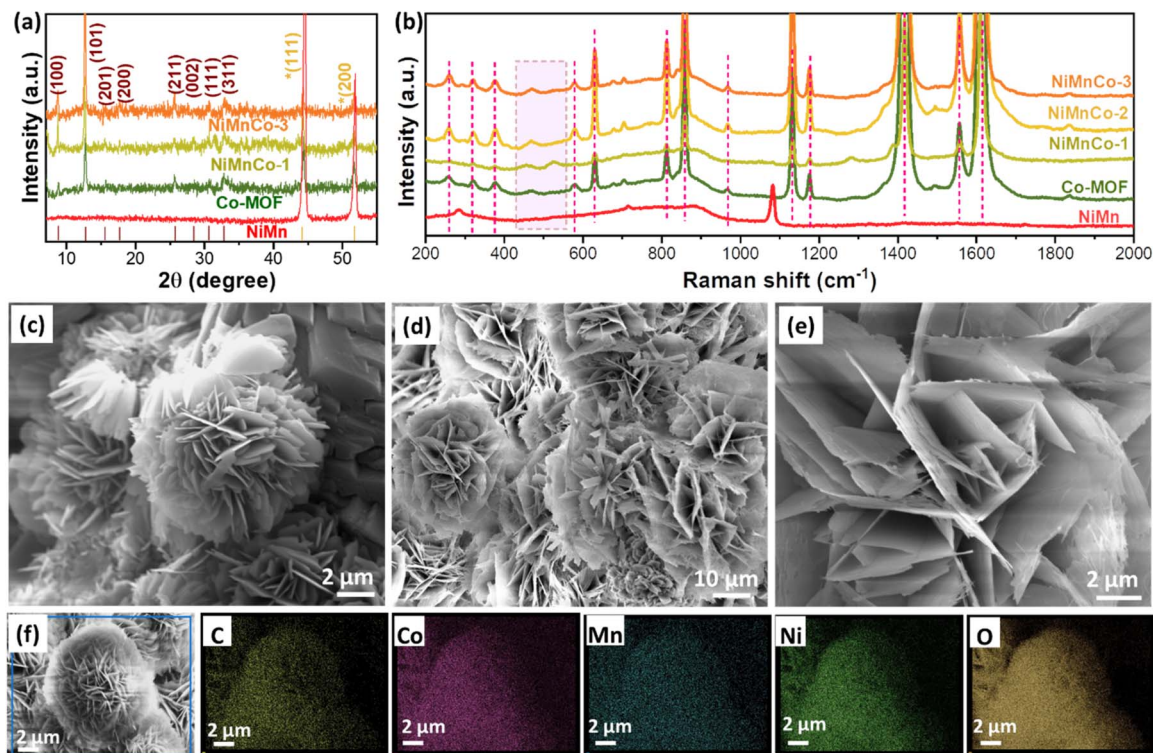 (a)
Intensity (a.u.)
(100)
(101)
(201)
(200)
(211)
(002)
(111)
(311)
*(111)
*(200
NiMnCo-3
NiMnCo-1
Co-MOF
NiMn
10 20 30 40 50
2θ (degree)
(b)
Intensity (a.u.)
NiMnCo-3
NiMnCo-2
NiMnCo-1
Co-MOF
NiMn
200 400 600 800 1000 1200 1400 1600 1800 2000
Raman shift (cm⁻¹)
(c)
2 μm
(d)
10 μm
(e)
2 μm
(f)
2 μm
C
2 μm
Co
2 μm
Mn
2 μm
Ni
2 μm
O
2 μm